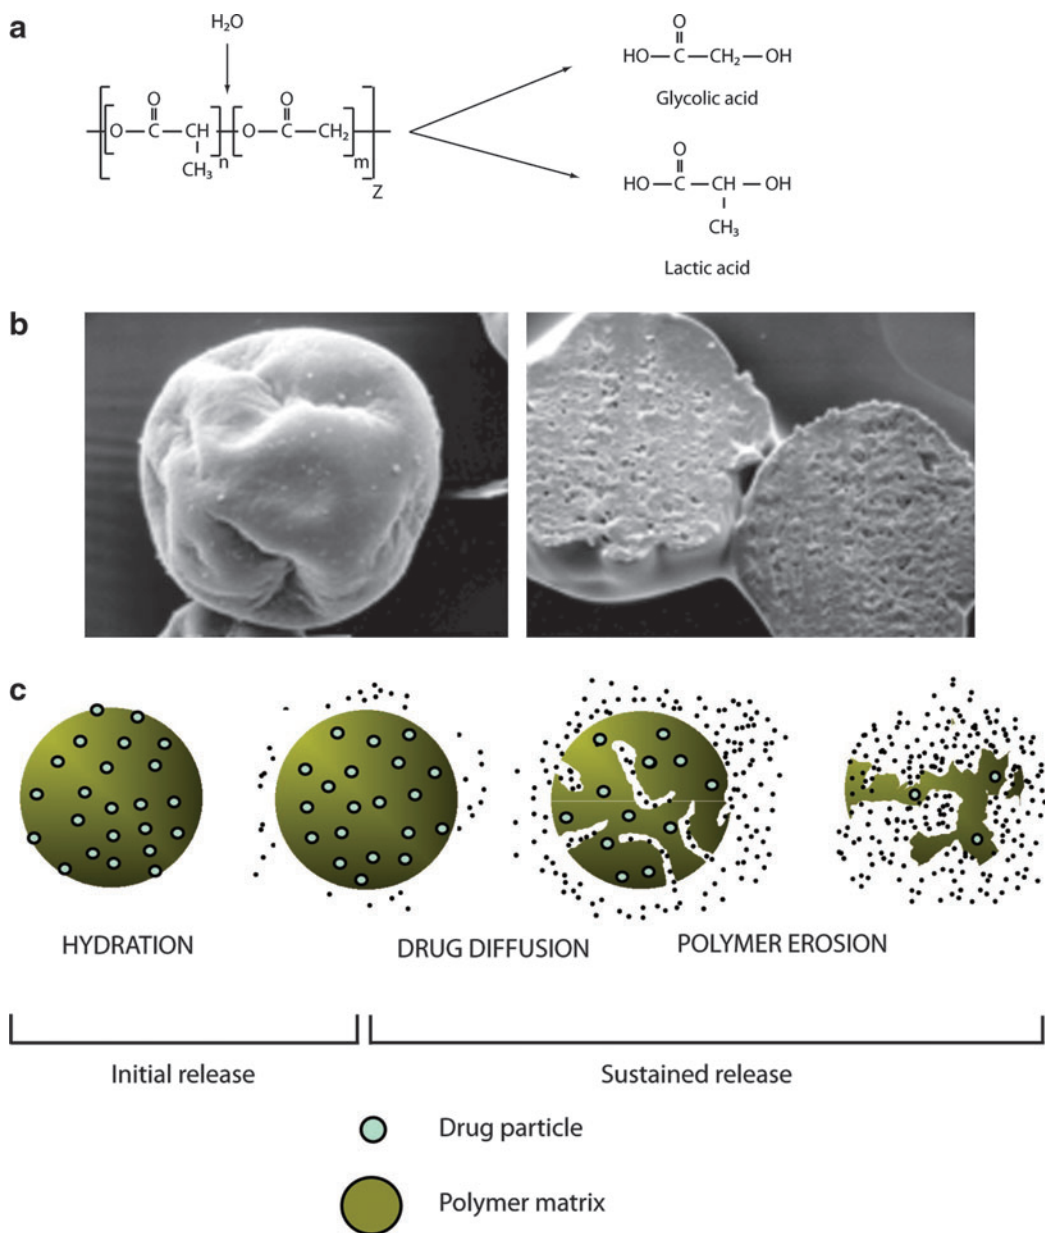 a
H₂O
O
O—C—CH
CH₃
n
O
O—C—CH₂
m
Z
O
HO—C—CH₂—OH
Glycolic acid
O
HO—C—CH—OH
CH₃
Lactic acid
b
c
HYDRATION
DRUG DIFFUSION
POLYMER EROSION
Initial release
Sustained release
Drug particle
Polymer matrix